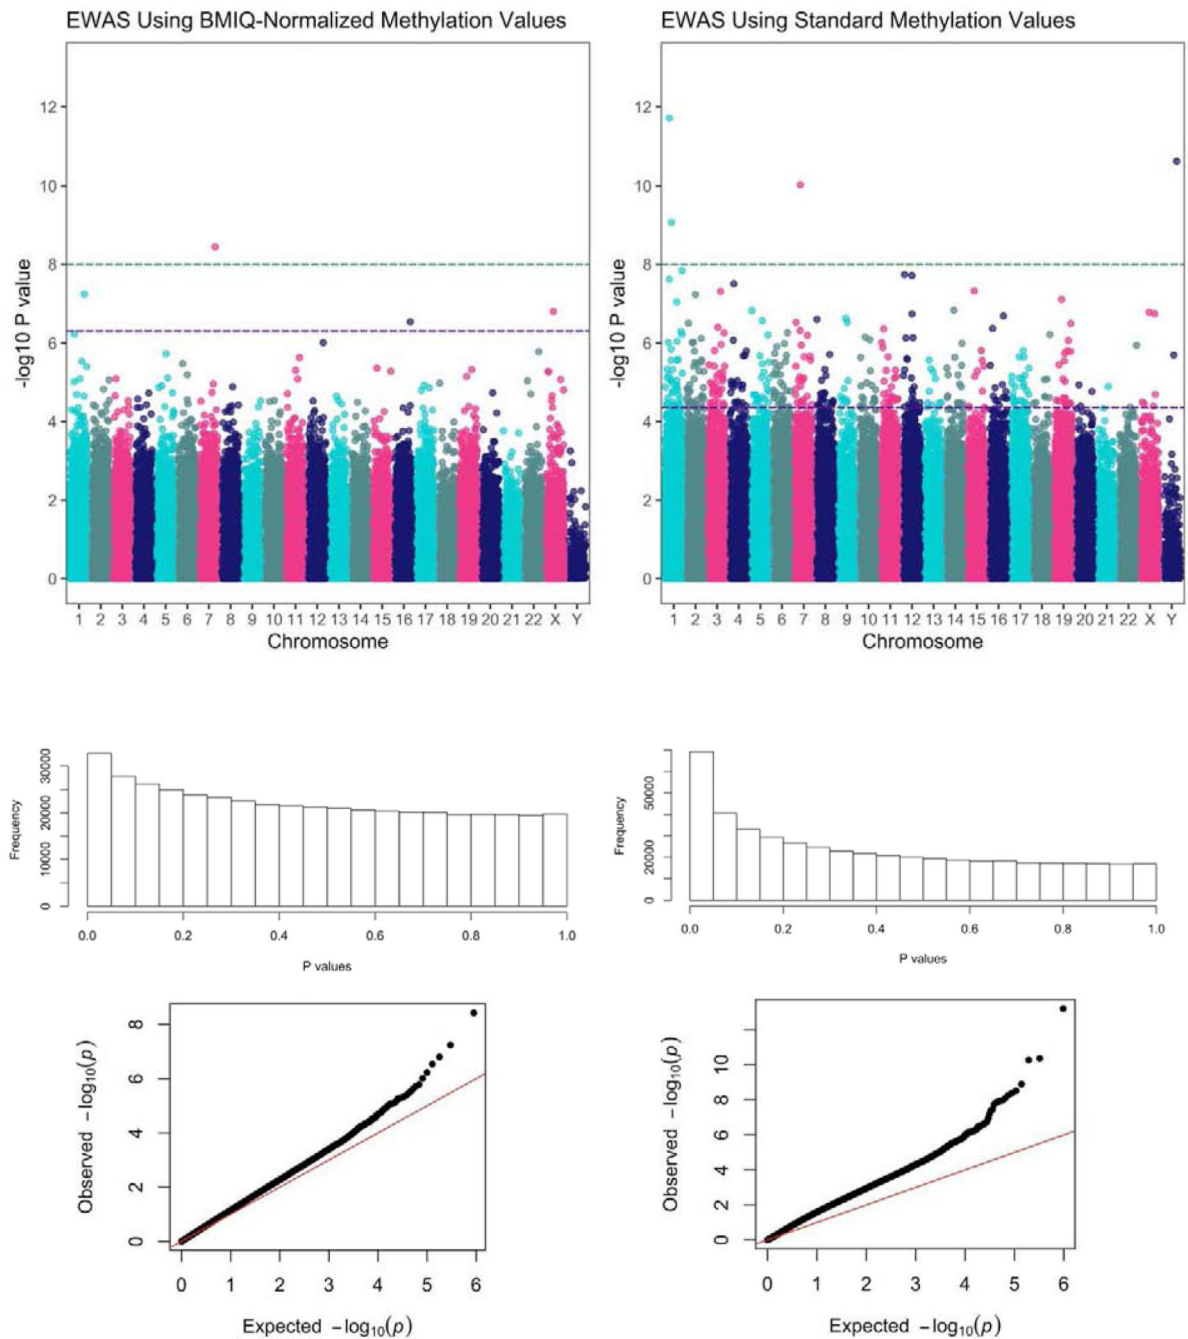 EWAS Using BMIQ-Normalized Methylation Values
EWAS Using Standard Methylation Values
-log10 P value
12
10
8
6
4
2
0
1 2 3 4 5 6 7 8 9 10 11 12 13 14 15 16 17 18 19 20 21 22 X Y
Chromosome
-log10 P value
12
10
8
6
4
2
0
1 2 3 4 5 6 7 8 9 10 11 12 13 14 15 16 17 18 19 20 21 22 X Y
Chromosome
Frequency
30000
20000
10000
0
0.0 0.2 0.4 0.6 0.8 1.0
P values
Frequency
50000
20000
0
0.0 0.2 0.4 0.6 0.8 1.0
P values
Observed −log10(p)
8
6
4
2
0
0 1 2 3 4 5 6
Expected −log10(p)
Observed −log10(p)
10
8
6
4
2
0
0 1 2 3 4 5 6
Expected −log10(p)